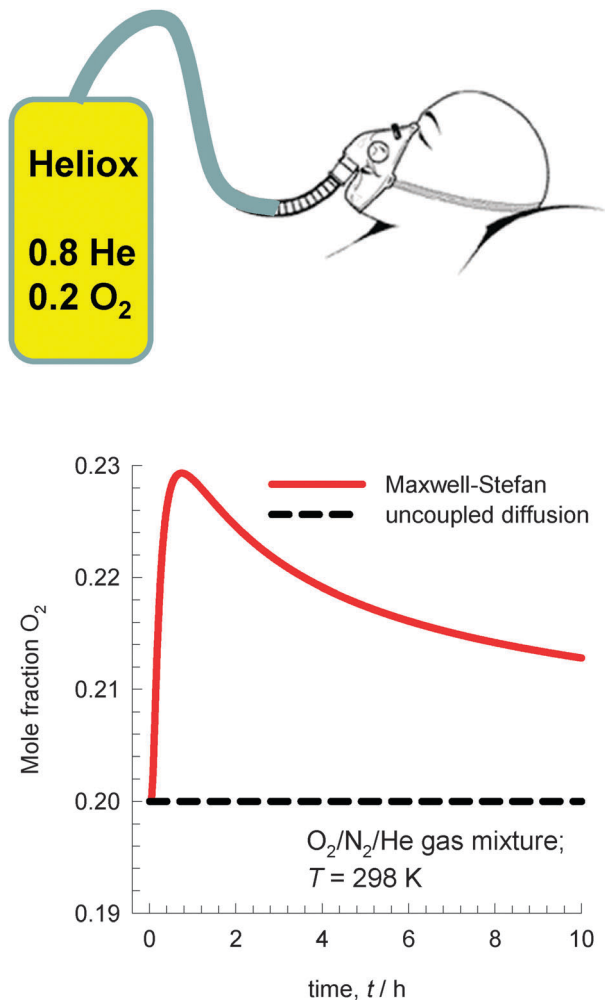 Heliox
0.8 He
0.2 O₂
0.23
0.22
0.21
0.20
0.19
Mole fraction O₂
Maxwell-Stefan
uncoupled diffusion
O₂/N₂/He gas mixture;
T = 298 K
0 2 4 6 8 10
time, t / h